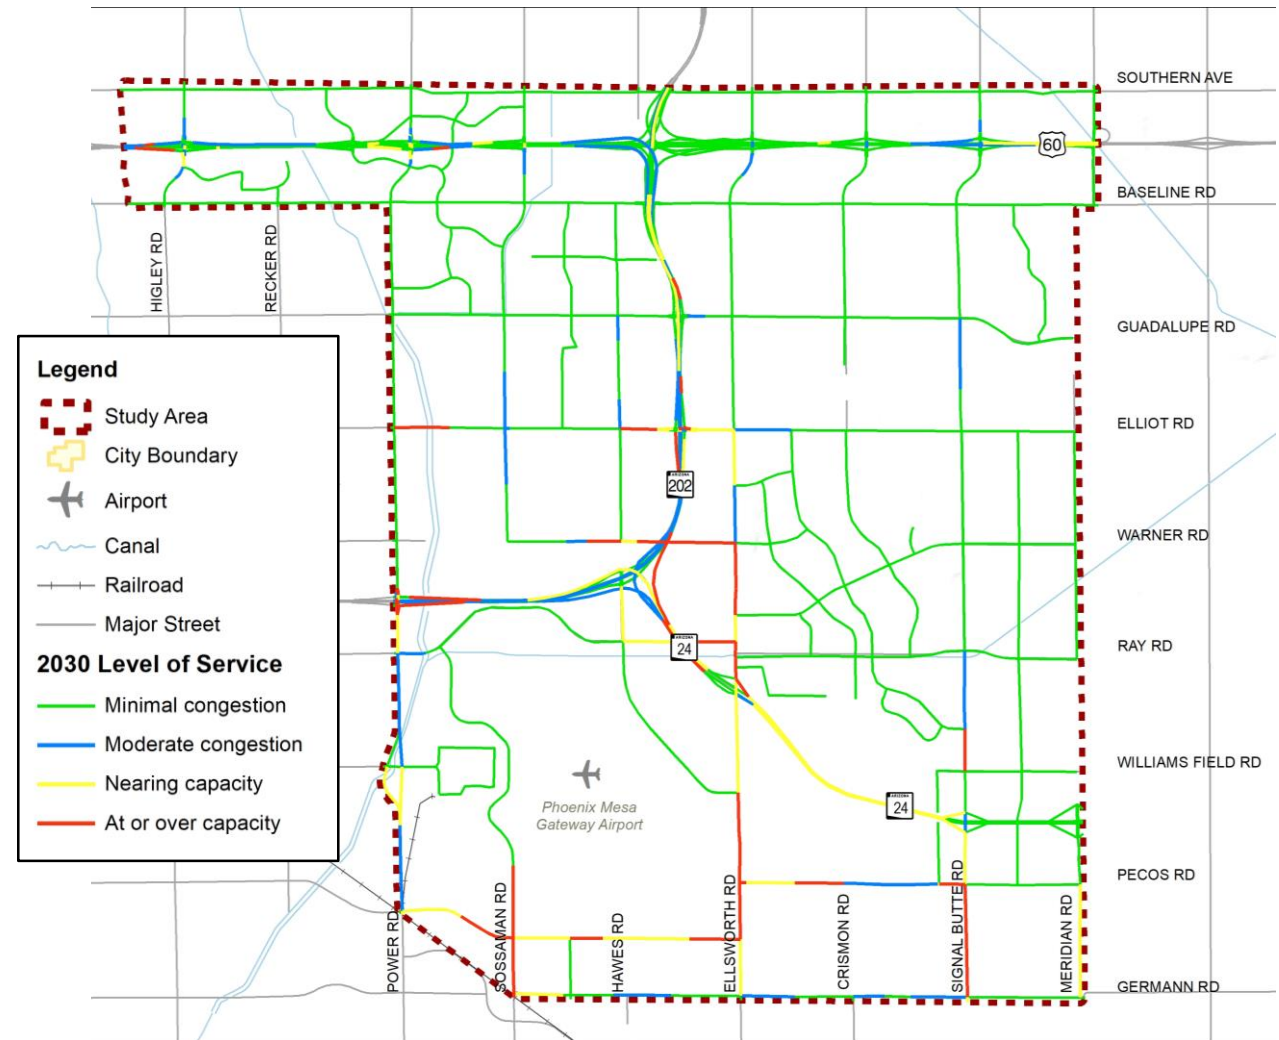 SOUTHERN AVE
60
BASELINE RD
HIGLEY RD
RECKER RD
GUADALUPE RD
Legend
Study Area
City Boundary
Airport
Canal
Railroad
Major Street
2030 Level of Service
Minimal congestion
Moderate congestion
Nearing capacity
At or over capacity
ELLIOT RD
ARIZONA
202
WARNER RD
ARIZONA
24
RAY RD
WILLIAMS FIELD RD
ARIZONA
24
Phoenix Mesa
Gateway Airport
PECOS RD
POWER RD
SOSSAMAN RD
HAWES RD
ELLSWORTH RD
CRISMON RD
SIGNAL BUTTE RD
MERIDIAN RD
GERMANN RD